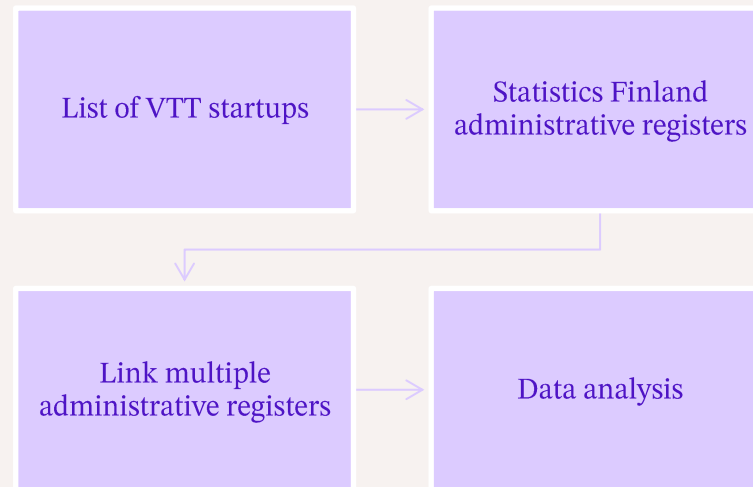 List of VTT startups
Statistics Finland
administrative registers
Link multiple
administrative registers
Data analysis